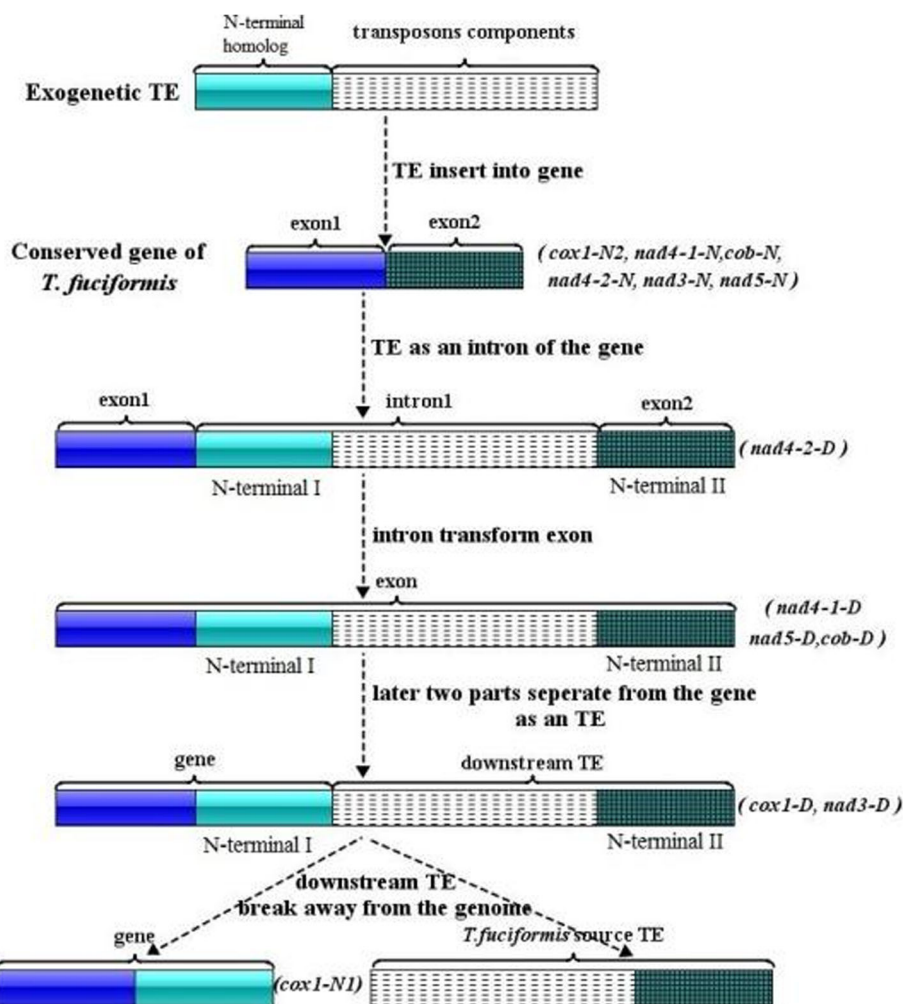 N-terminal
homolog
transposons components
Exogenetic TE
TE insert into gene
exon1
exon2
Conserved gene of
T. fuciformis
( cox1-N2, nad4-1-N,cob-N,
nad4-2-N, nad3-N, nad5-N )
TE as an intron of the gene
exon1
intron1
exon2
( nad4-2-D )
N-terminal I
N-terminal II
intron transform exon
exon
( nad4-1-D
nad5-D,cob-D )
N-terminal I
N-terminal II
later two parts seperate from the gene
as an TE
gene
downstream TE
( cox1-D, nad3-D )
N-terminal I
N-terminal II
downstream TE
break away from the genome
gene
T.fuciformis source TE
(cox1-N1)